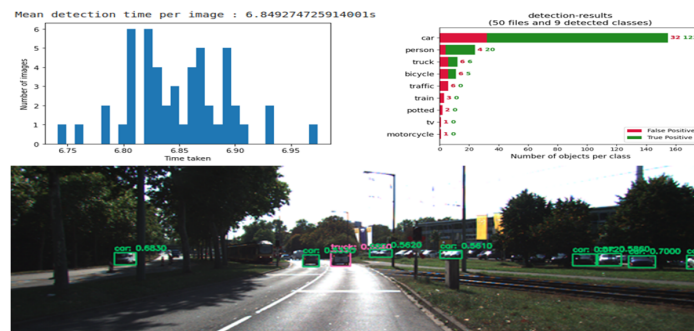 Mean detection time per image : 6.849274725914001s
Number of images
6
5
4
3
2
1
0
6.75 6.80 6.85 6.90 6.95
Time taken
detection-results
(50 files and 9 detected classes)
car 32
person 4 20
truck 6 6
bicycle 6 5
traffic 6 0
train 3 0
potted 2 0
tv 1 0
motorcycle 1 0
False Positive
True Positive
0 20 40 60 80 100 120 140 160
Number of objects per class
car: 0.6830
car:
truck:
0.5620
car: 0.5610
car: 0.7000